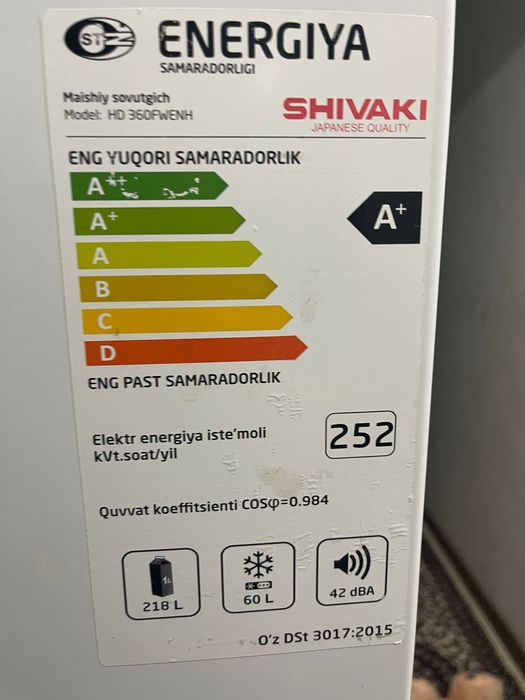 ENERGIYA
SAMARADORLIGI
Maishiy sovutgich
Model: HD 360FWENH
SHIVAKI
JAPANESE QUALITY
ENG YUQORI SAMARADORLIK
A++
A+
A+
A
B
C
D
ENG PAST SAMARADORLIK
Elektr energiya iste'moli
kVt.soat/yil
252
Quvvat koeffitsienti COSφ=0.984
1L
218 L
60 L
42 dBA
O'z DSt 3017:2015